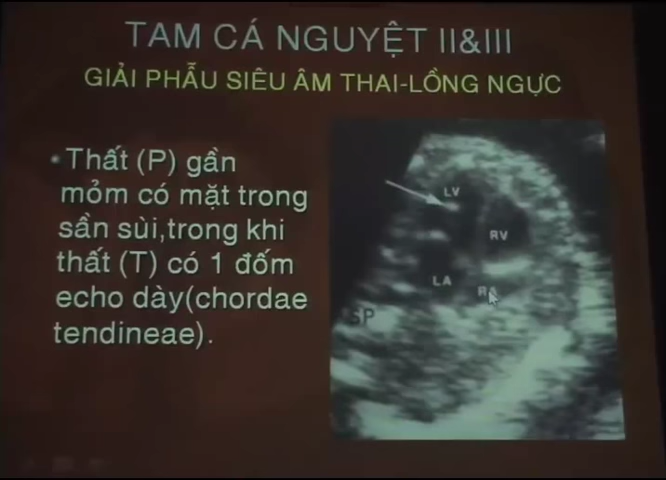 TAM CÁ NGUYỆT II&III
GIẢI PHẪU SIÊU ÂM THAI-LỒNG NGỰC
•Thất (P) gần
mỏm có mặt trong
sần sùi,trong khi
thất (T) có 1 đốm
echo dày(chordae
tendineae).
LV
RV
LA
RA
SP